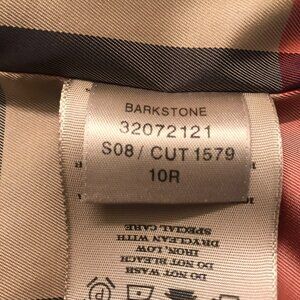 BARKSTONE
32072121
S08 / CUT 1579
10R
DO NOT WASH
DO NOT BLEACH
IRON, LOW
DRYCLEAN WITH
SPECIAL CARE